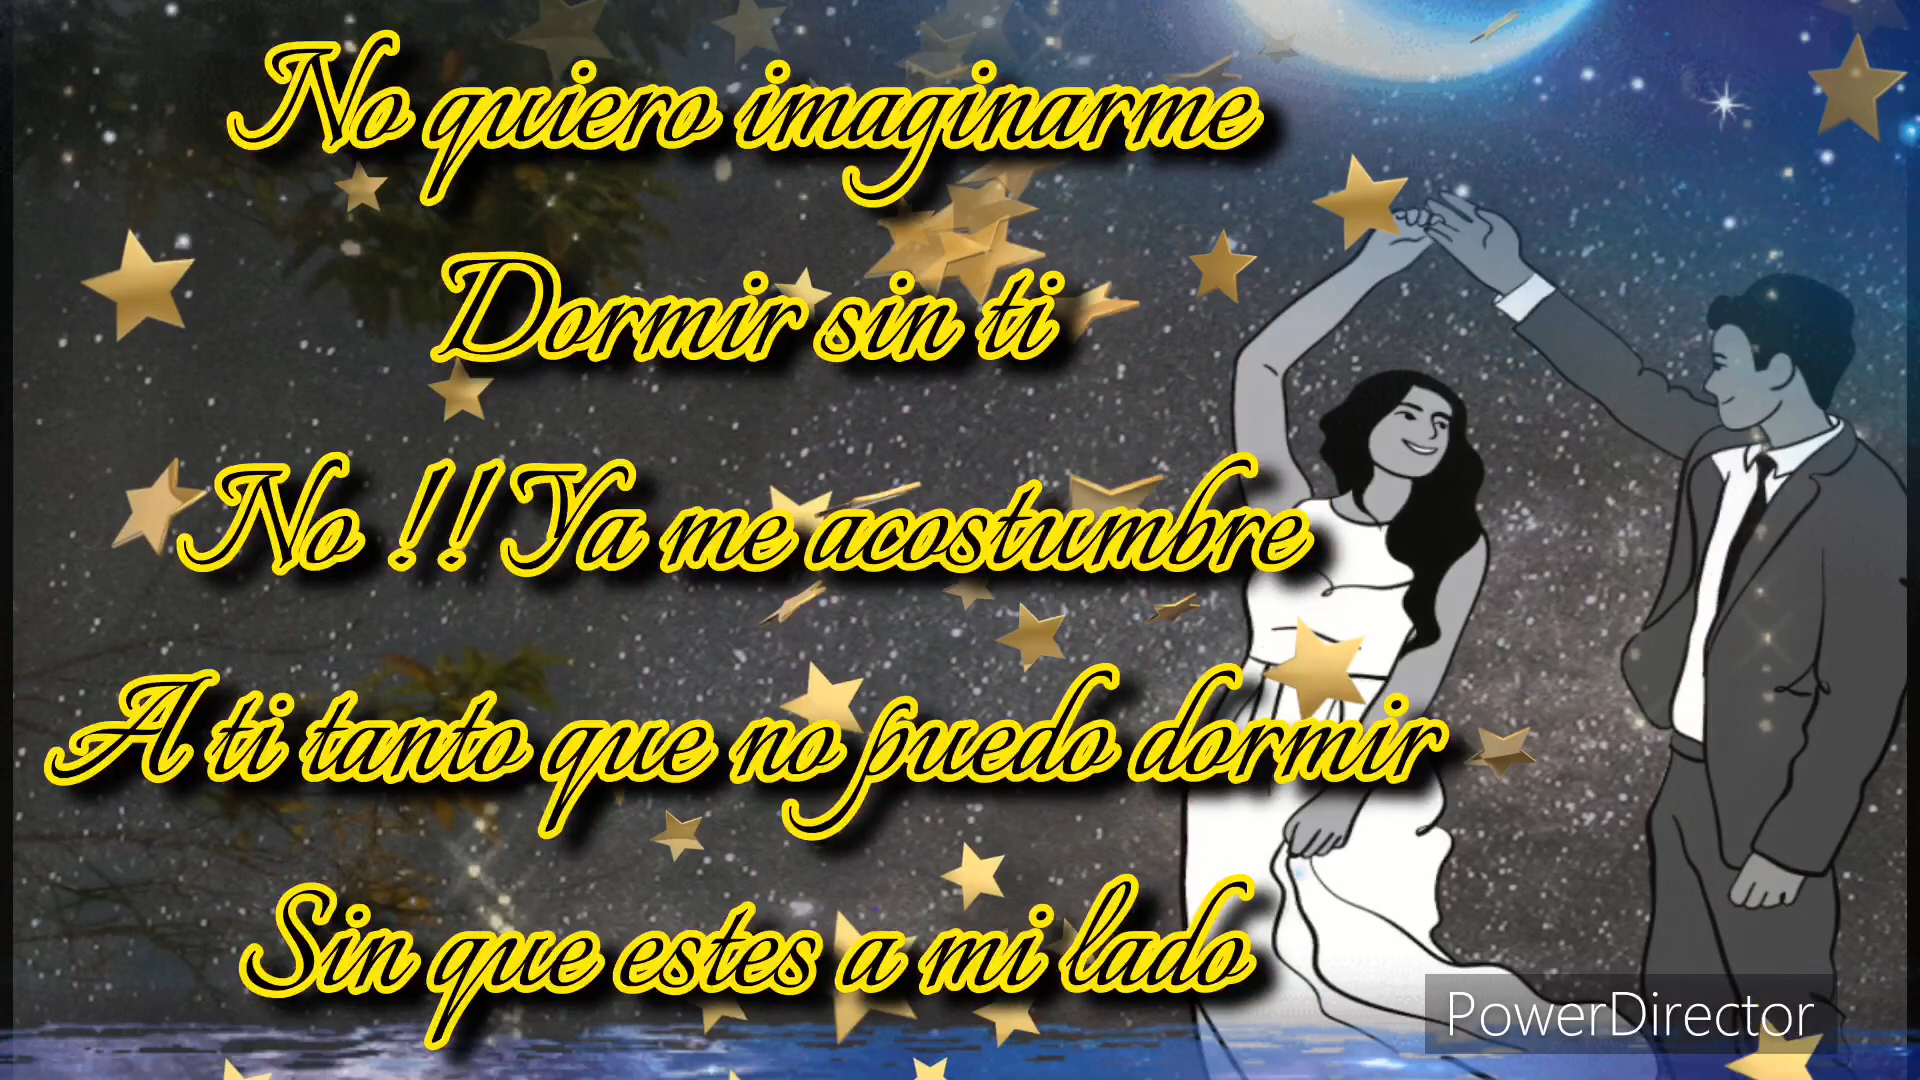 No quiero imaginarme
Dormir sin ti
No !! Ya me acostumbre
A ti tanto que no puedo dormir
Sin que estes a mi lado
PowerDirector